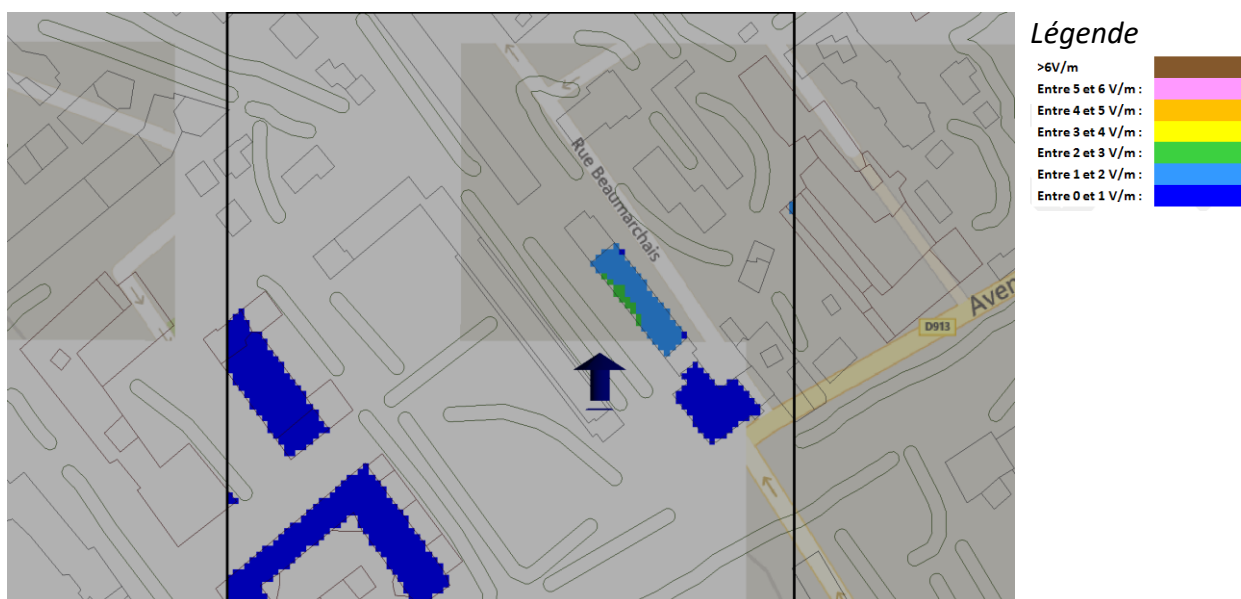 Légende
>6V/m
Entre 5 et 6 V/m :
Entre 4 et 5 V/m :
Entre 3 et 4 V/m :
Entre 2 et 3 V/m :
Entre 1 et 2 V/m :
Entre 0 et 1 V/m :
Rue Beaumarchais
Aven
D913